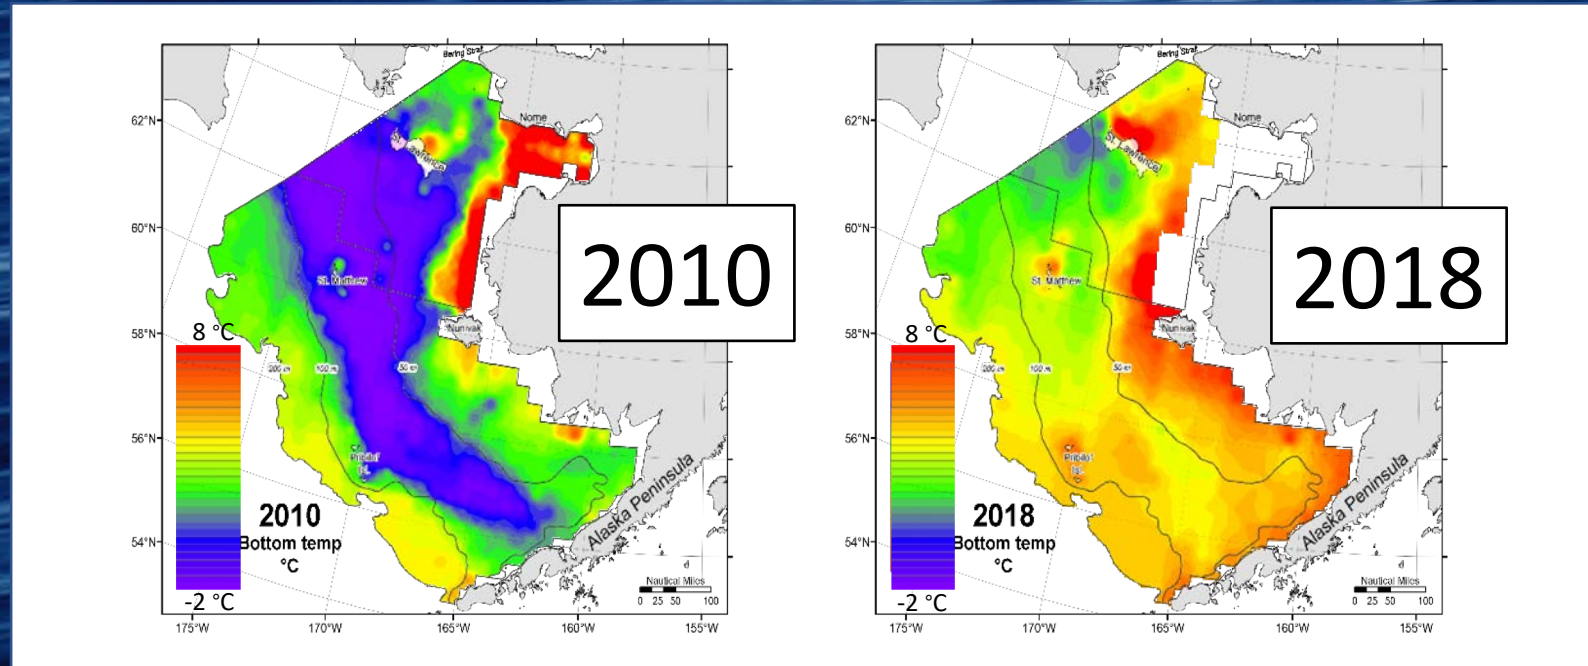 Bering Strait
Nome
62°N
St. Lawrence
60°N
2010
St. Matthew
58°N
Nunivak
8 °C
200 m
100 m
50 m
56°N
Pribilof
Isl.
Alaska Peninsula
2010
Bottom temp
°C
54°N
-2 °C
Nautical Miles
0 25 50 100
175°W
170°W
165°W
160°W
155°W
Bering Strait
Nome
62°N
St. Lawrence
60°N
2018
St. Matthew
58°N
Nunivak
8 °C
200 m
100 m
50 m
56°N
Pribilof
Isl.
Alaska Peninsula
2018
Bottom temp
°C
54°N
-2 °C
Nautical Miles
0 25 50 100
175°W
170°W
165°W
160°W
155°W